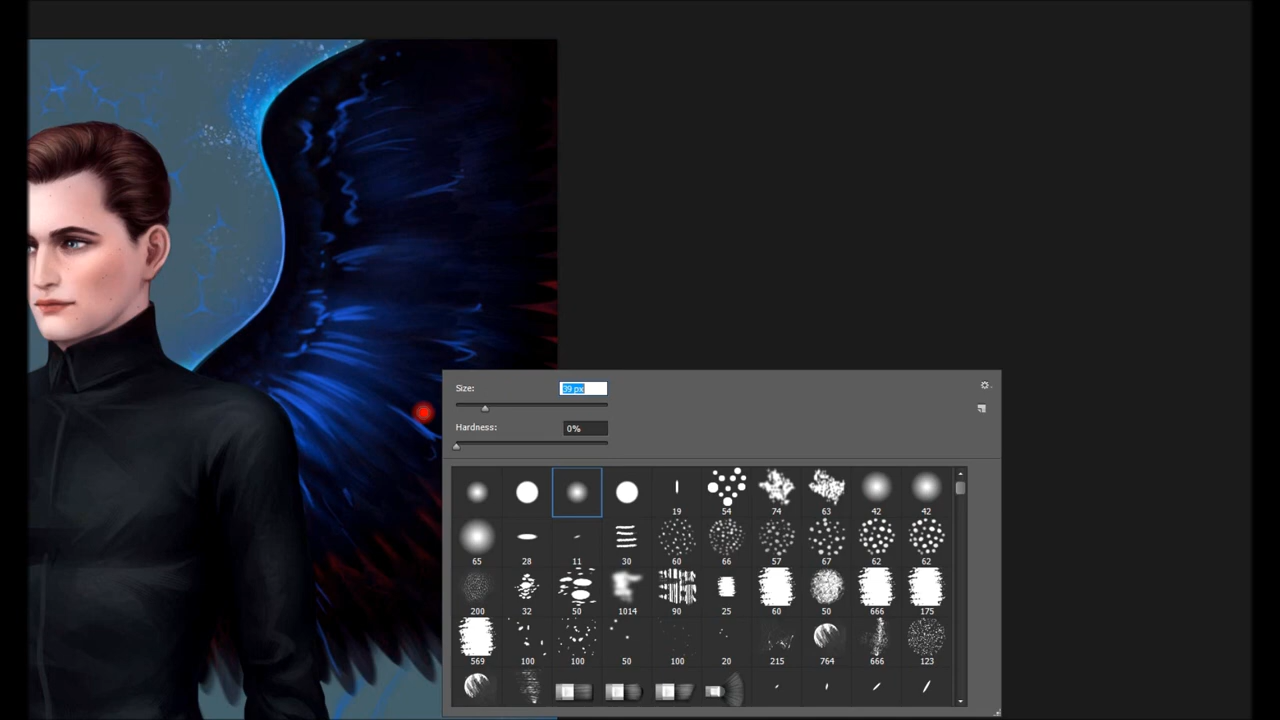 Size:
39 px
Hardness:
0%
19 54 74 63 42 42
65 28 11 30 60 66 57 67 62 62
200 32 50 1014 90 25 60 50 666 175
569 100 100 50 100 20 215 764 666 123